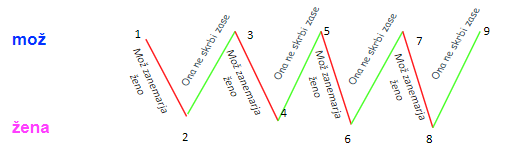 mož
žena
1
2
3
4
5
6
7
8
9
Mož zanemarja
ženo
Ona ne skrbi zase
Mož zanemarja
ženo
Ona ne skrbi zase
Mož zanemarja
ženo
Ona ne skrbi zase
Mož zanemarja
ženo
Ona ne skrbi zase